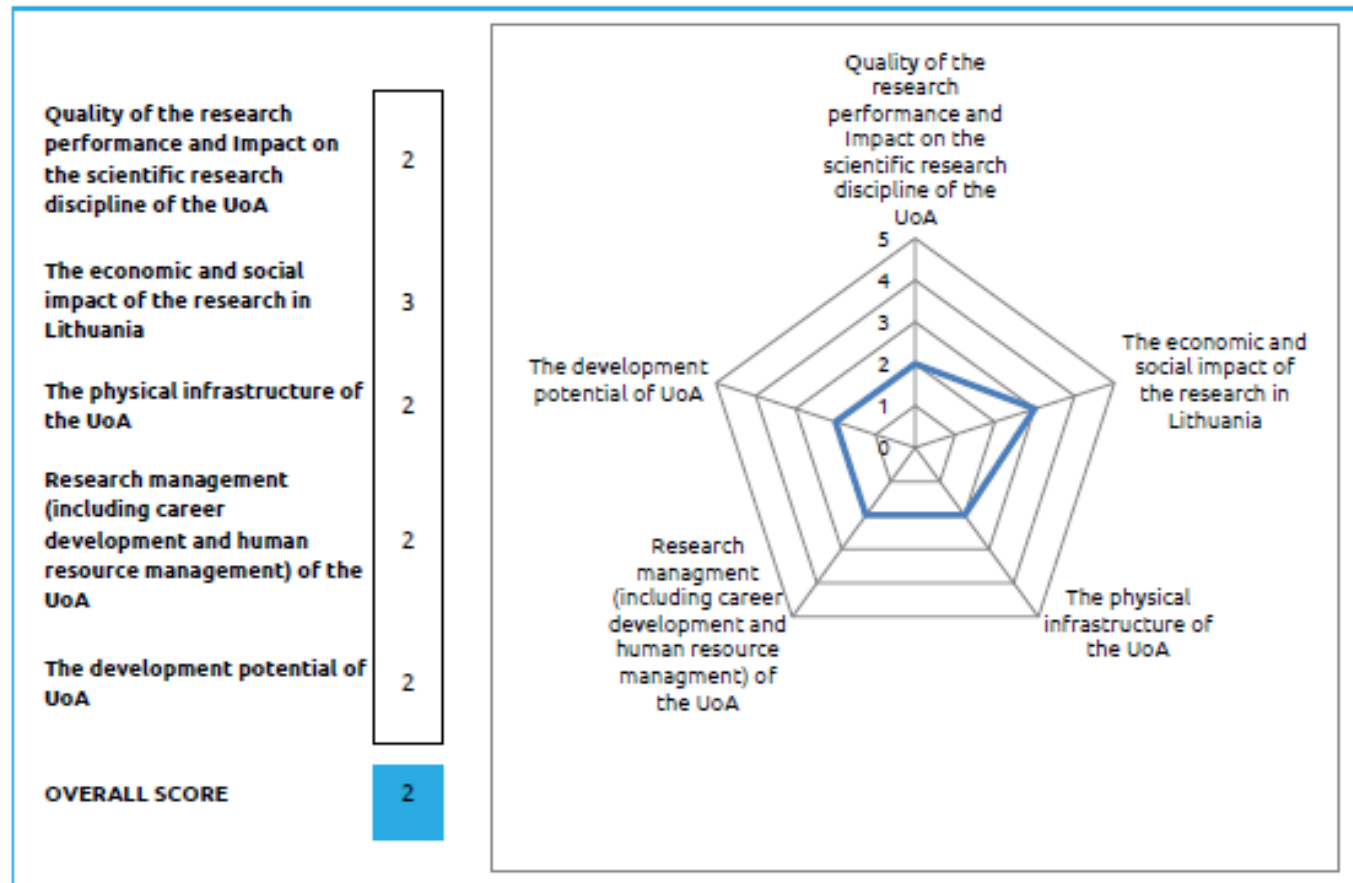 Quality of the research
performance and Impact on
the scientific research
discipline of the UoA
2
The economic and social
impact of the research in
Lithuania
3
The physical infrastructure of
the UoA
2
Research management
(including career
development and human
resource management) of the
UoA
2
The development potential of
UoA
2
OVERALL SCORE
2
Quality of the
research
performance and
Impact on the
scientific research
discipline of the
UoA
5
4
3
2
1
0
The economic and
social impact of
the research in
Lithuania
The physical
infrastructure of
the UoA
Research
managment
(including career
development and
human resource
managment) of
the UoA
The development
potential of UoA